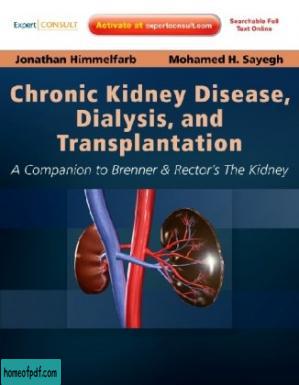 Expert CONSULT
Activate at expertconsult.com
Searchable Full
Text Online
Jonathan Himmelfarb Mohamed H. Sayegh
Chronic Kidney Disease,
Dialysis, and
Transplantation
A Companion to Brenner & Rector's The Kidney
homeofpdf.com